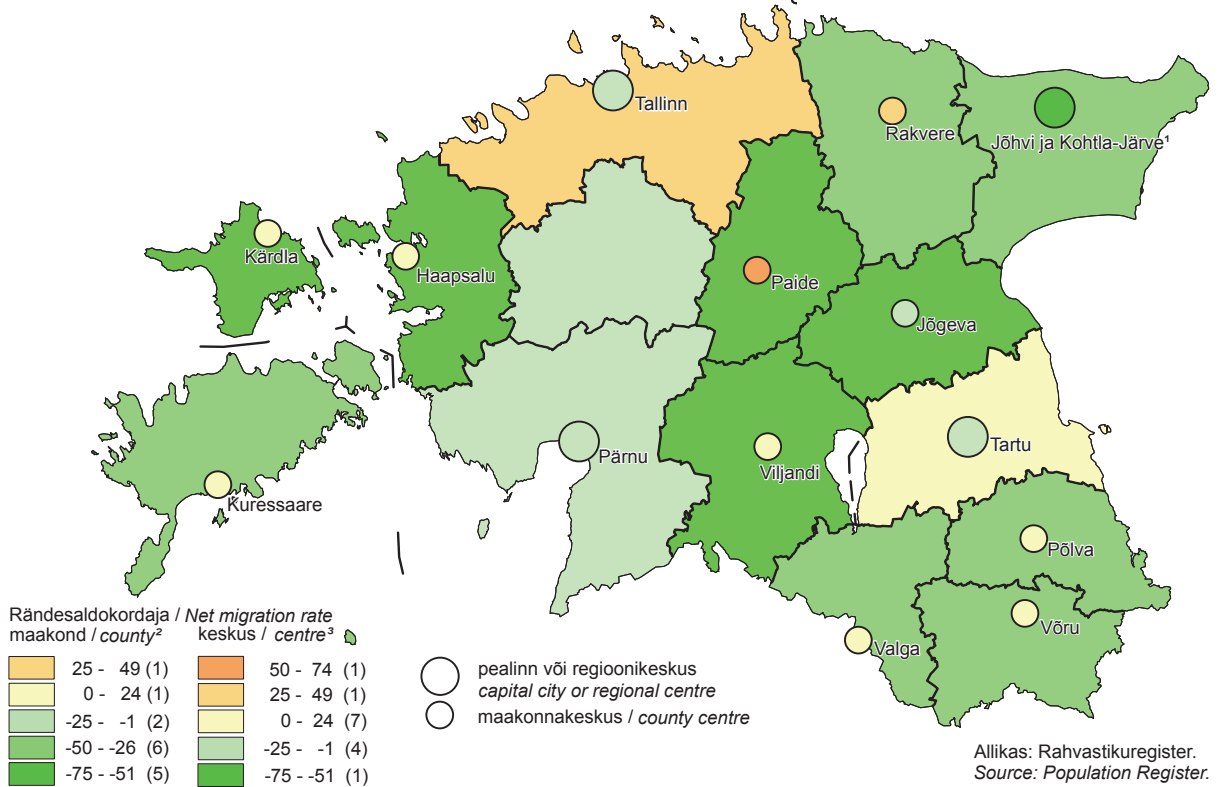 Tallinn
Rakvere
Jõhvi ja Kohtla-Järve¹
Kärdla
Haapsalu
Paide
Jõgeva
Kuressaare
Pärnu
Viljandi
Tartu
Põlva
Võru
Valga
Rändesaldokordaja / Net migration rate
maakond / county² keskus / centre³
25 - 49 (1) 50 - 74 (1)
0 - 24 (1) 25 - 49 (1)
-25 - -1 (2) 0 - 24 (7)
-50 - -26 (6) -25 - -1 (4)
-75 - -51 (5) -75 - -51 (1)
pealinn või regioonikeskus
capital city or regional centre
maakonnakeskus / county centre
Allikas: Rahvastikuregister.
Source: Population Register.